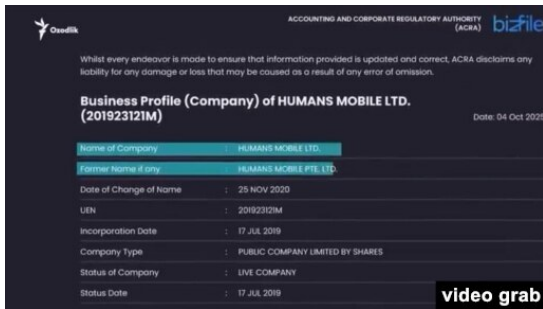 Ozodlik
ACCOUNTING AND CORPORATE REGULATORY AUTHORITY
(ACRA)
bizfile
Whilst every endeavor is made to ensure that information provided is updated and correct, ACRA disclaims any
liability for any damage or loss that may be caused as a result of any error of omission.
Business Profile (Company) of HUMANS MOBILE LTD.
(201923121M)
Date: 04 Oct 2025
Name of Company : HUMANS MOBILE LTD.
Former Name if any : HUMANS MOBILE PTE. LTD.
Date of Change of Name : 25 NOV 2020
UEN : 201923121M
Incorporation Date : 17 JUL 2019
Company Type : PUBLIC COMPANY LIMITED BY SHARES
Status of Company : LIVE COMPANY
Status Date : 17 JUL 2019
video grab